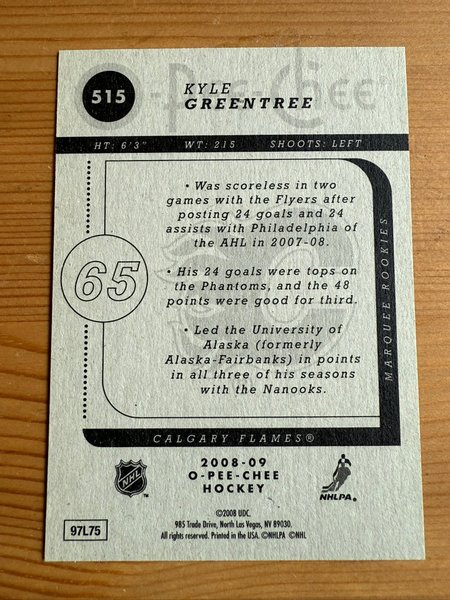 O-Pee-Chee
515
KYLE
GREENTREE
HT: 6'3" WT: 215 SHOOTS: LEFT
• Was scoreless in two
games with the Flyers after
posting 24 goals and 24
assists with Philadelphia of
the AHL in 2007-08.
• His 24 goals were tops on
the Phantoms, and the 48
points were good for third.
• Led the University of
Alaska (formerly
Alaska-Fairbanks) in points
in all three of his seasons
with the Nanooks.
65
MARQUEE ROOKIES
CALGARY FLAMES®
NHL
TM
2008-09
O-PEE-CHEE
HOCKEY
NHLPA
©2008 UDC.
985 Trade Drive, North Las Vegas, NV 89030.
All rights reserved. Printed in the USA. ©NHLPA ©NHL
97L75